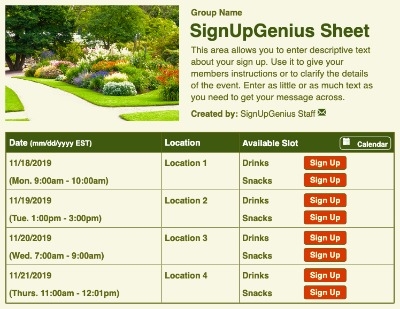 Group Name
SignUpGenius Sheet
This area allows you to enter descriptive text
about your sign up. Use it to give your
members instructions or to clarify the details
of the event. Enter as little or as much text as
you need to get your message across.
Created by: SignUpGenius Staff
Date (mm/dd/yyyy EST) Location Available Slot Calendar
11/18/2019 Location 1 Drinks Sign Up
(Mon. 9:00am - 10:00am) Snacks Sign Up
11/19/2019 Location 2 Drinks Sign Up
(Tue. 1:00pm - 3:00pm) Snacks Sign Up
11/20/2019 Location 3 Drinks Sign Up
(Wed. 7:00am - 9:00am) Snacks Sign Up
11/21/2019 Location 4 Drinks Sign Up
(Thurs. 11:00am - 12:01pm) Snacks Sign Up